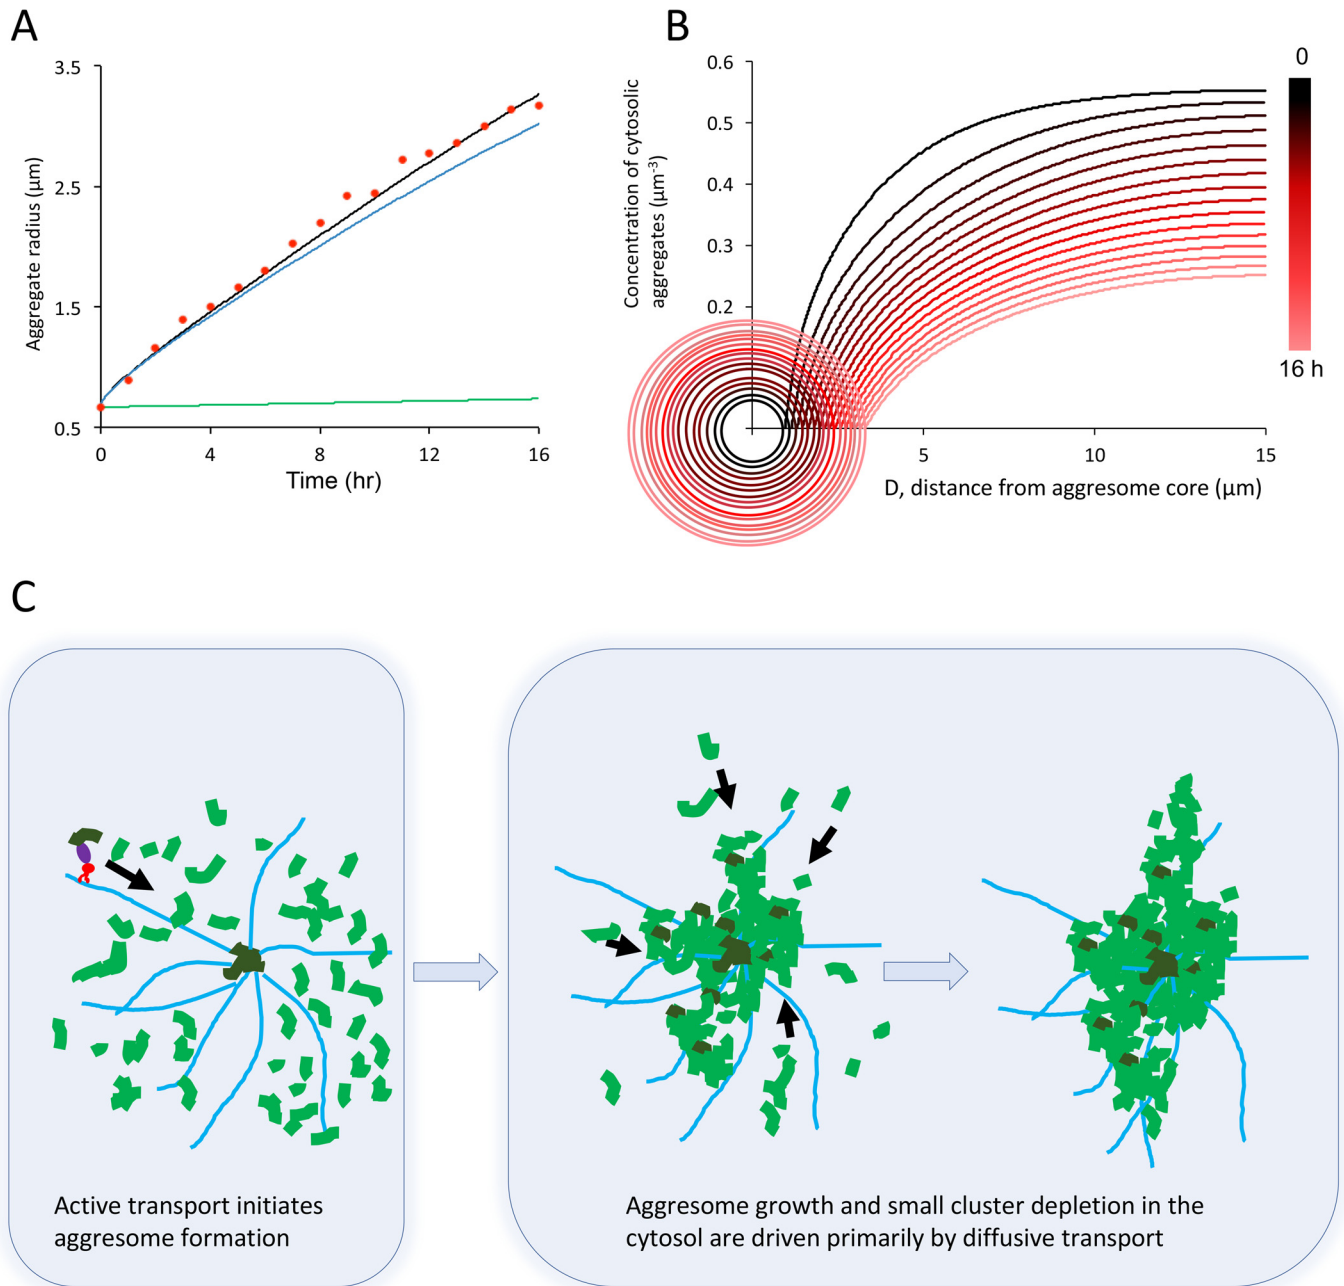 A
Aggregate radius (μm)
3.5
2.5
1.5
0.5
0
4
8
12
16
Time (hr)
B
Concentration of cytosolic
aggregates (μm⁻³)
0.6
0.5
0.4
0.3
0.2
5
10
15
D, distance from aggresome core (μm)
0
16 h
C
Active transport initiates
aggresome formation
Aggresome growth and small cluster depletion in the
cytosol are driven primarily by diffusive transport